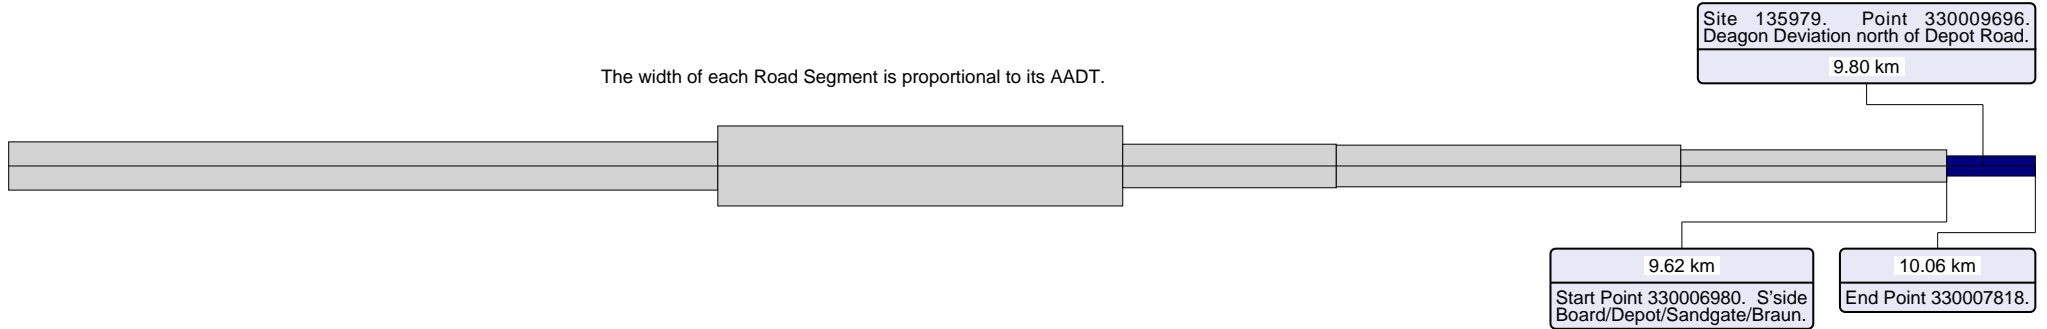 Site 135979. Point 330009696.
Deagon Deviation north of Depot Road.
9.80 km
The width of each Road Segment is proportional to its AADT.
9.62 km
Start Point 330006980. S'side
Board/Depot/Sandgate/Braun.
10.06 km
End Point 330007818.